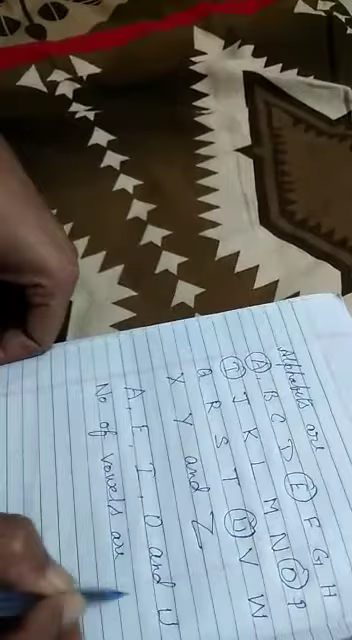 Alphabets are
A B C D E F G H
I J K L M N O P
Q R S T U V W
X Y and Z
A, E, I, O and U
No of vowels are